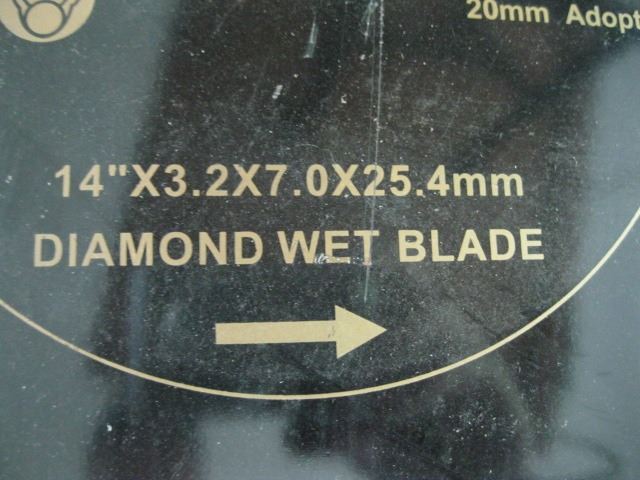 20mm Adopt
14"X3.2X7.0X25.4mm
DIAMOND WET BLADE